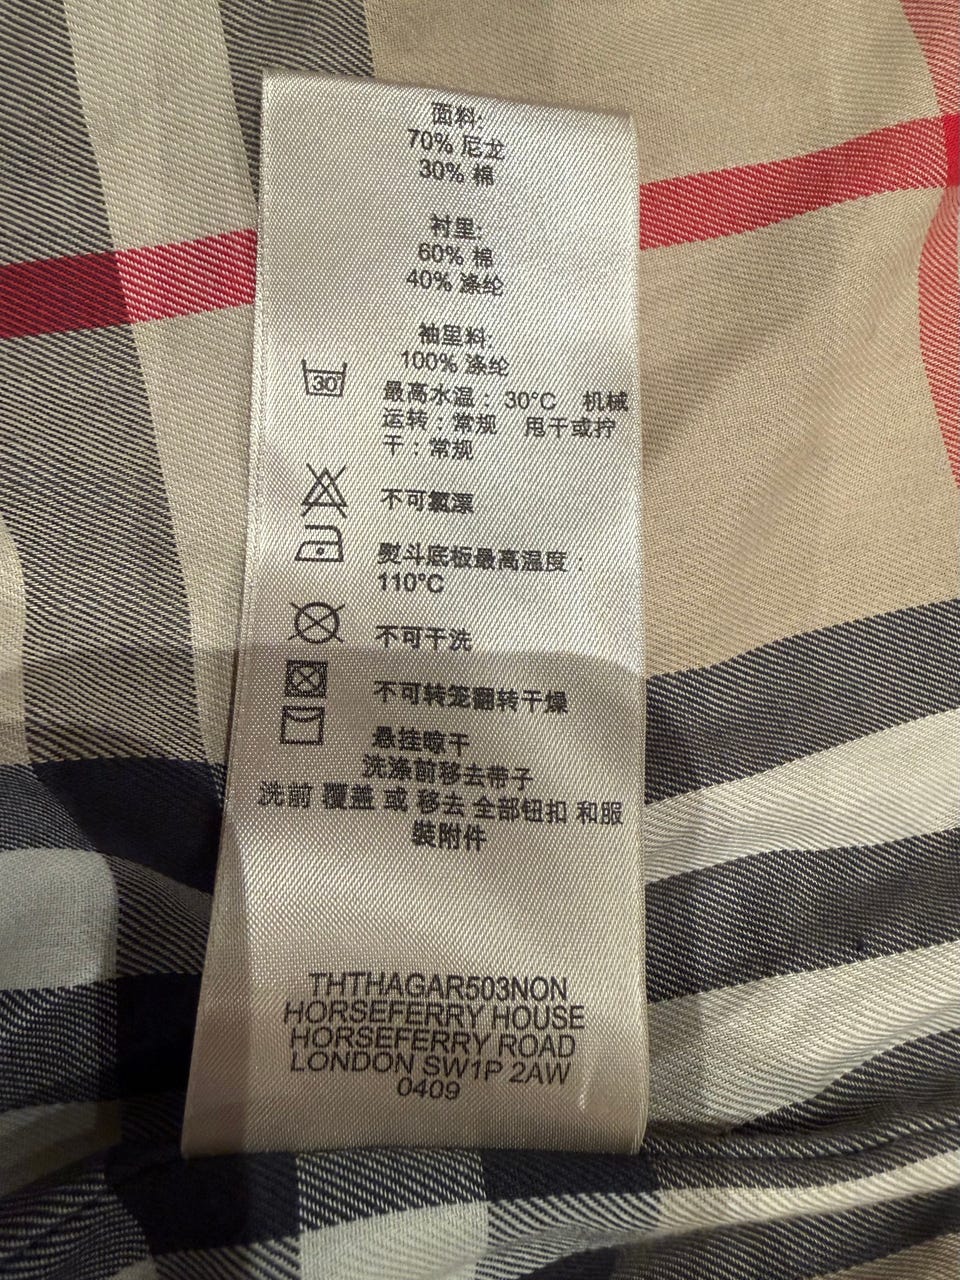 面料:
70% 尼龙
30% 棉
衬里:
60% 棉
40% 涤纶
袖里料:
100% 涤纶
30
最高水温：30°C 机械
运转：常规 甩干或拧
干：常规
不可氯漂
熨斗底板最高温度：
110°C
不可干洗
不可转笼翻转干燥
悬挂晾干
洗涤前移去带子
洗前 覆盖 或 移去 全部钮扣 和服
装附件
THTHAGAR503NON
HORSEFERRY HOUSE
HORSEFERRY ROAD
LONDON SW1P 2AW
0409